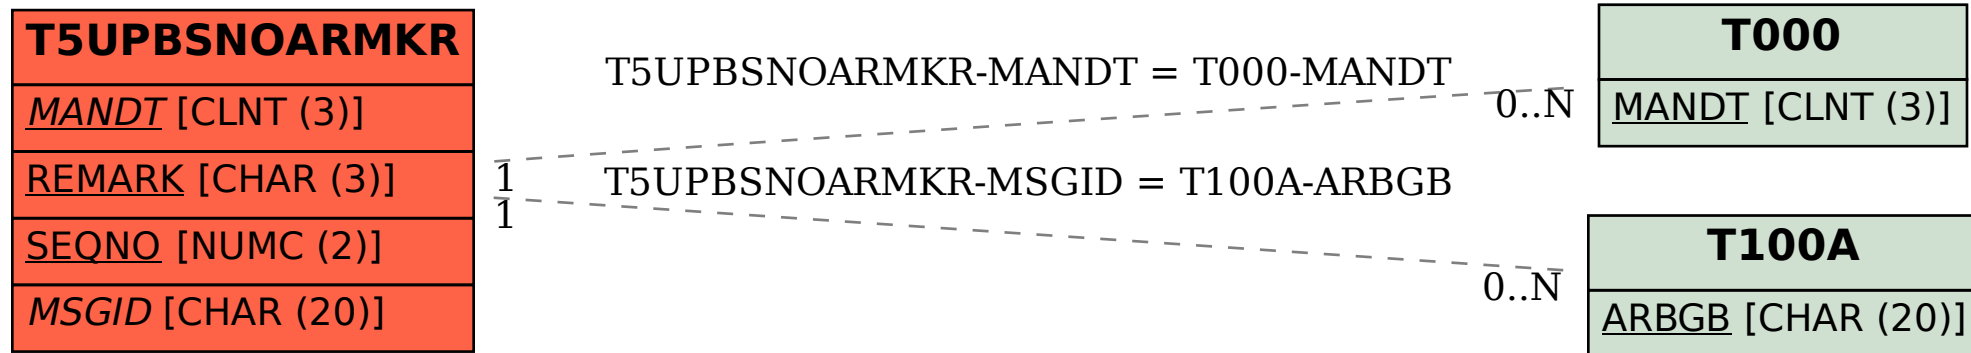 T5UPBSNOARMKR
MANDT [CLNT (3)]
REMARK [CHAR (3)]
SEQNO [NUMC (2)]
MSGID [CHAR (20)]
T5UPBSNOARMKR-MANDT = T000-MANDT
0..N
1
T5UPBSNOARMKR-MSGID = T100A-ARBGB
1
0..N
T000
MANDT [CLNT (3)]
T100A
ARBGB [CHAR (20)]